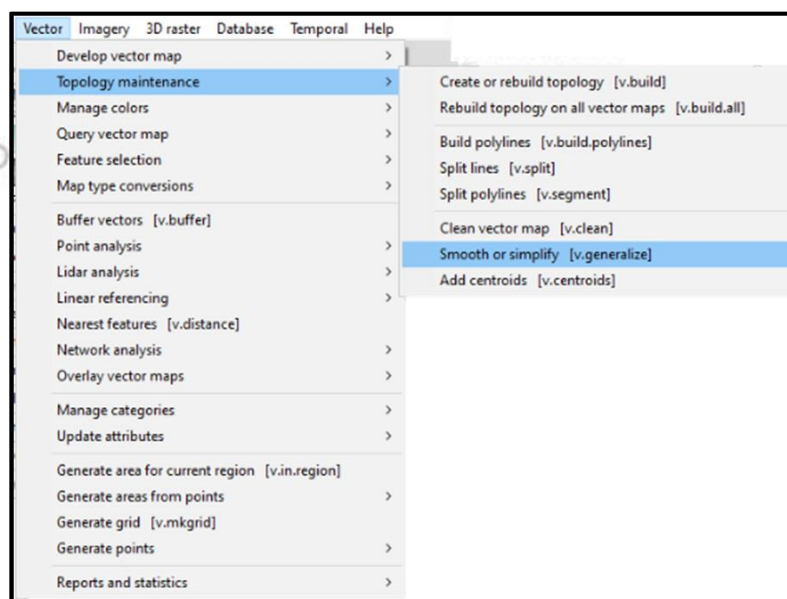 Vector Imagery 3D raster Database Temporal Help
Develop vector map >
Topology maintenance >
Manage colors >
Query vector map >
Feature selection >
Map type conversions >
Buffer vectors [v.buffer]
Point analysis >
Lidar analysis >
Linear referencing >
Nearest features [v.distance]
Network analysis >
Overlay vector maps >
Manage categories >
Update attributes >
Generate area for current region [v.in.region]
Generate areas from points >
Generate grid [v.mkgrid]
Generate points >
Reports and statistics >
Create or rebuild topology [v.build]
Rebuild topology on all vector maps [v.build.all]
Build polylines [v.build.polylines]
Split lines [v.split]
Split polylines [v.segment]
Clean vector map [v.clean]
Smooth or simplify [v.generalize]
Add centroids [v.centroids]